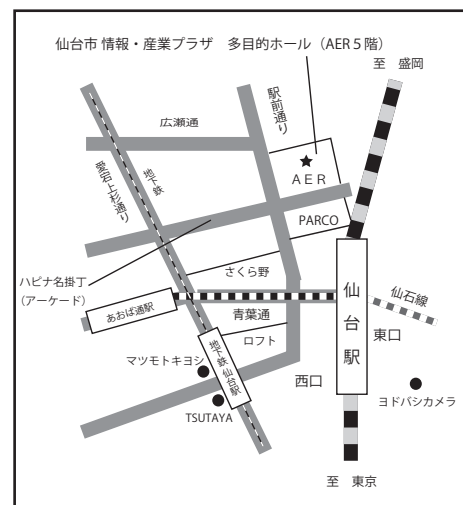 仙台市 情報・産業プラザ　多目的ホール（AER５階）
至　盛岡
駅前通り
広瀬通
地下鉄
愛宕上杉通り
ＡＥＲ
PARCO
ハピナ名掛丁
（アーケード）
さくら野
あおば通駅
青葉通
仙台駅
仙石線
東口
ロフト
地下鉄仙台駅
マツモトキヨシ
西口
TSUTAYA
ヨドバシカメラ
至　東京